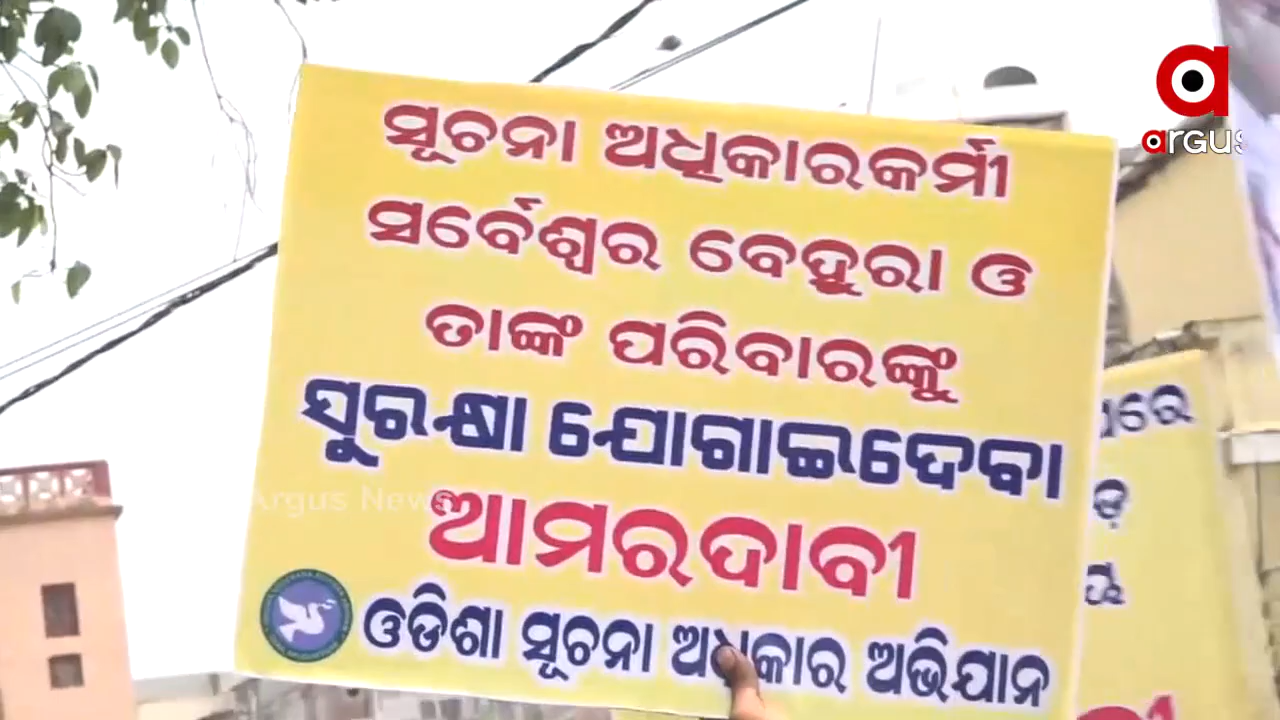 ସୂଚନା ଅଧିକାରକର୍ମୀ
ସର୍ବେଶ୍ୱର ବେହୁରା ଓ
ତାଙ୍କ ପରିବାରଙ୍କୁ
ସୁରକ୍ଷା ଯୋଗାଇଦେବା
ଆମରଦାବୀ
ଓଡିଶା ସୂଚନା ଅଧିକାର ଅଭିଯାନ
argus
Argus News